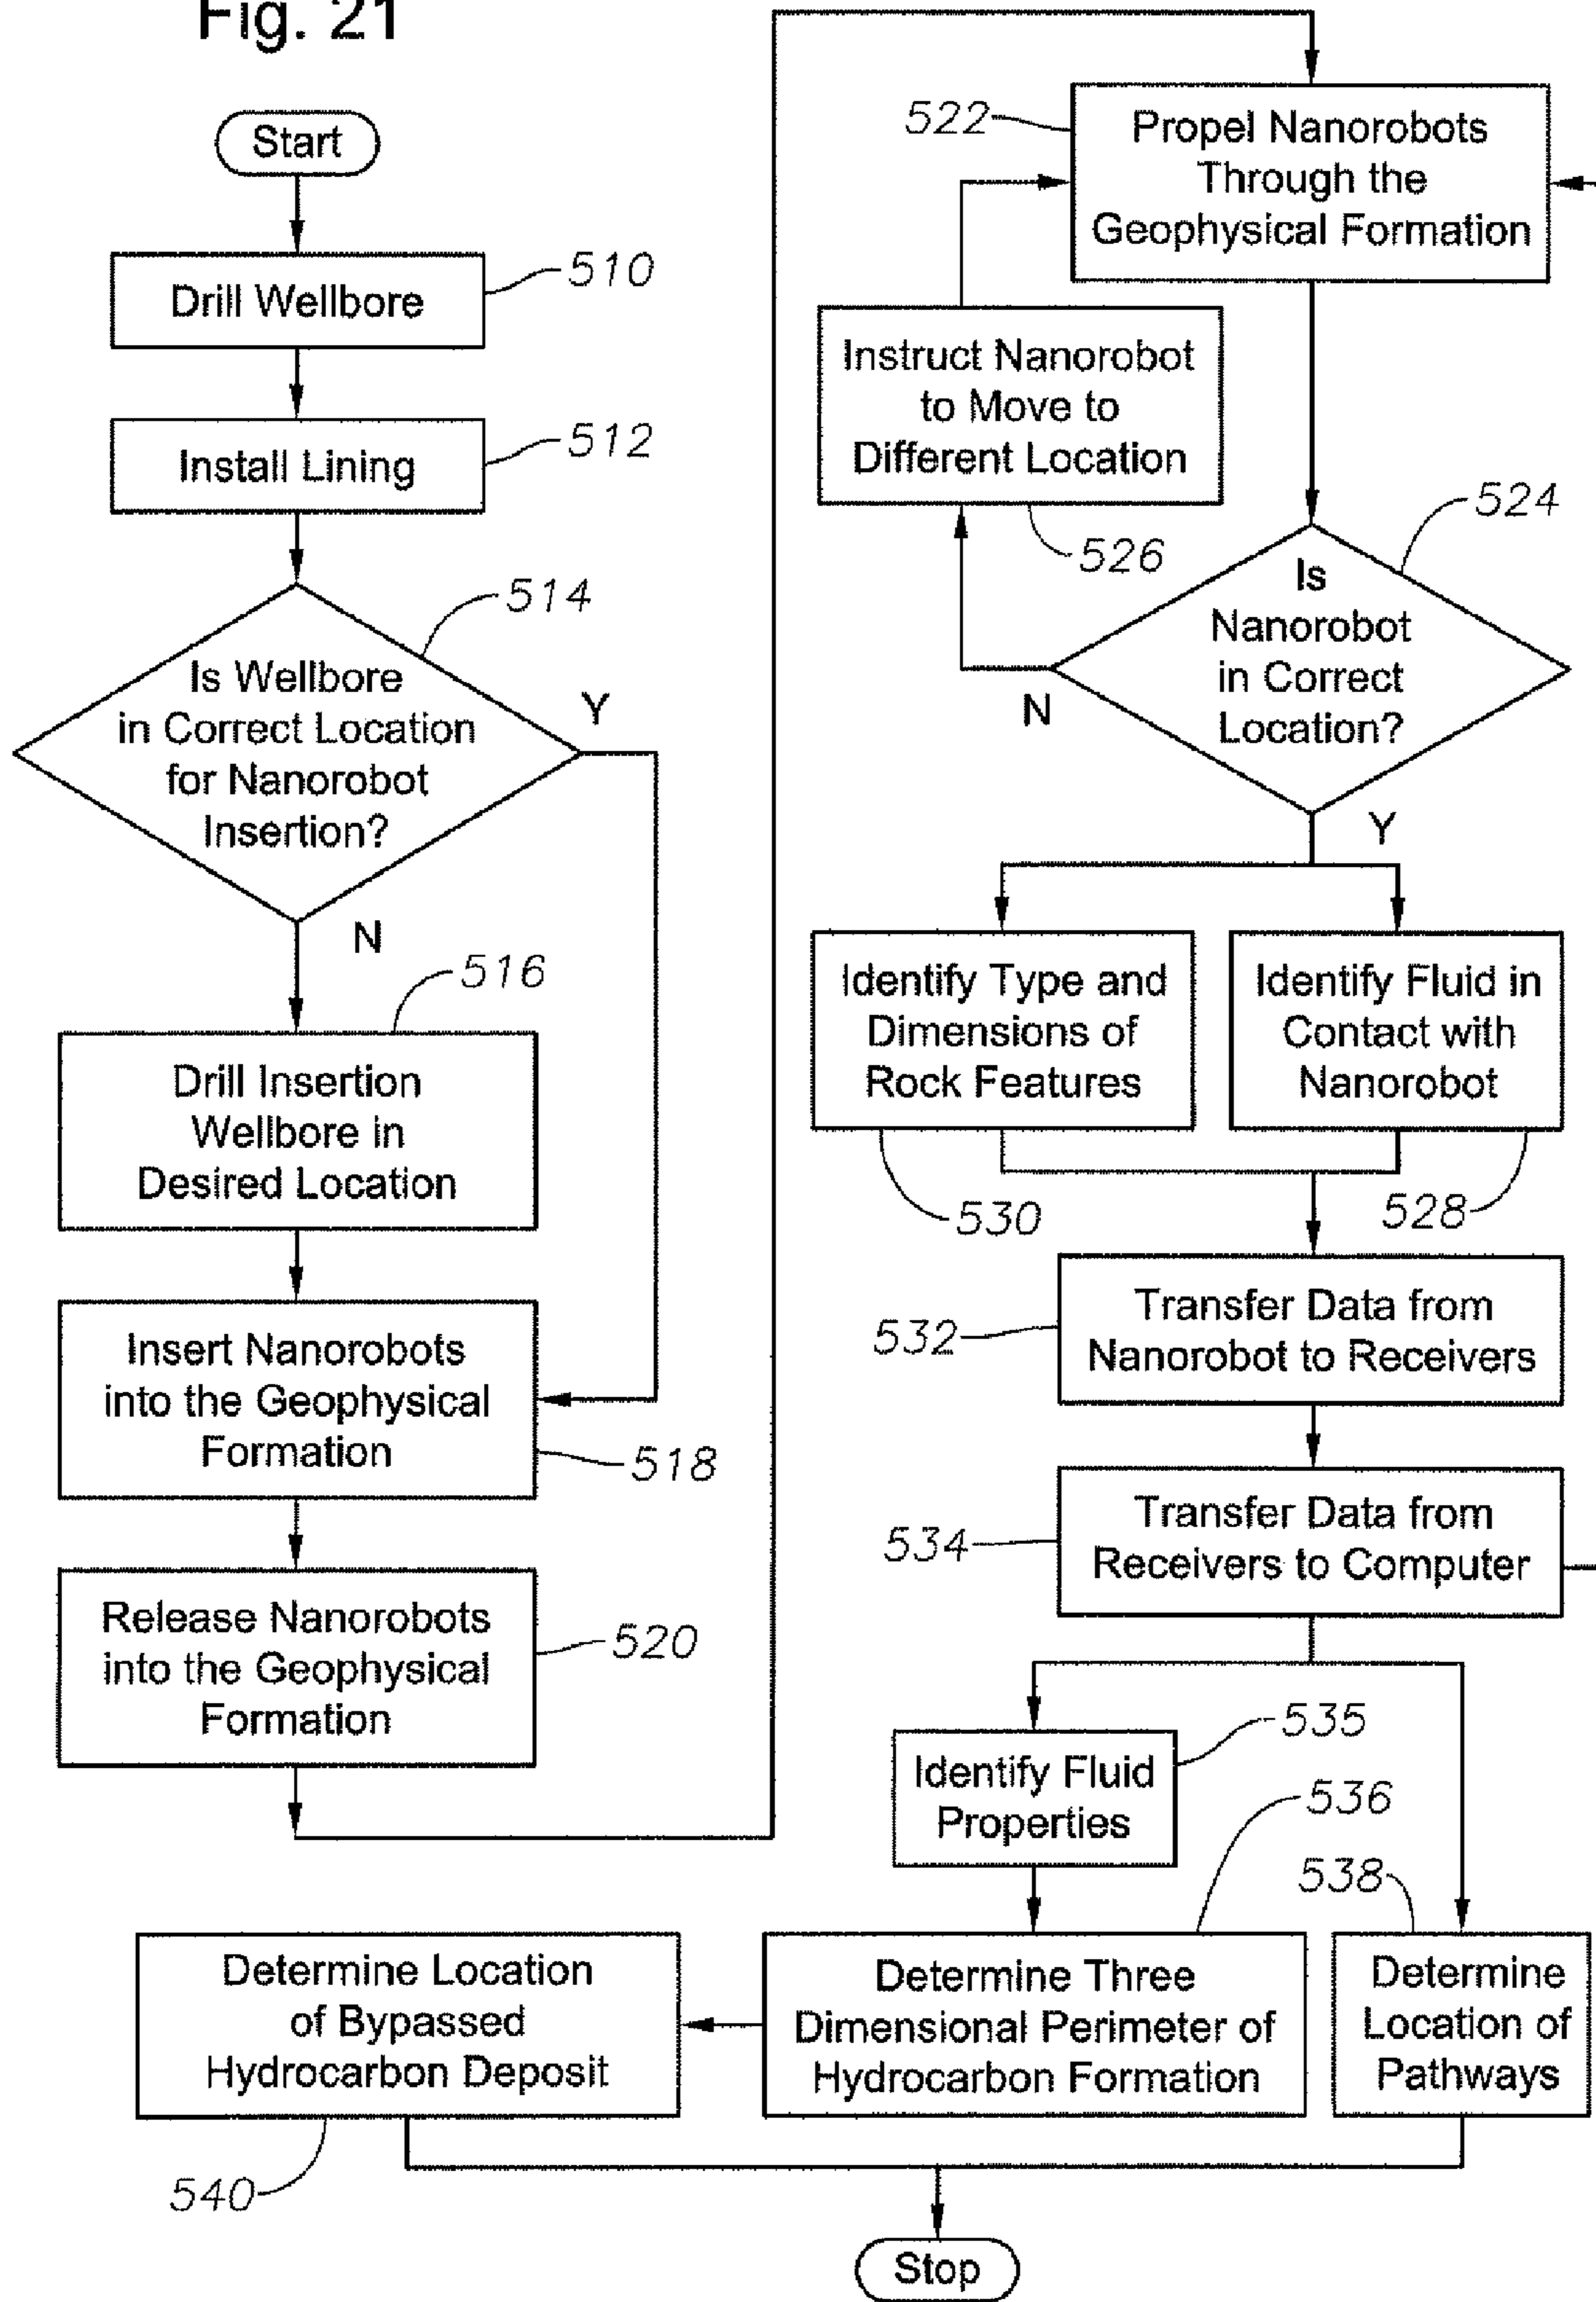 Fig. 21
Start
Drill Wellbore
510
Install Lining
512
514
Is Wellbore
in Correct Location
for Nanorobot
Insertion?
Y
N
516
Drill Insertion
Wellbore in
Desired Location
Insert Nanorobots
into the Geophysical
Formation
518
Release Nanorobots
into the Geophysical
Formation
520
522
Propel Nanorobots
Through the
Geophysical Formation
Instruct Nanorobot
to Move to
Different Location
526
524
Is
Nanorobot
in Correct
Location?
N
Y
Identify Type and
Dimensions of
Rock Features
530
Identify Fluid in
Contact with
Nanorobot
528
532
Transfer Data from
Nanorobot to Receivers
534
Transfer Data from
Receivers to Computer
535
Identify Fluid
Properties
536
538
Determine Location
of Bypassed
Hydrocarbon Deposit
540
Determine Three
Dimensional Perimeter of
Hydrocarbon Formation
Determine
Location of
Pathways
Stop